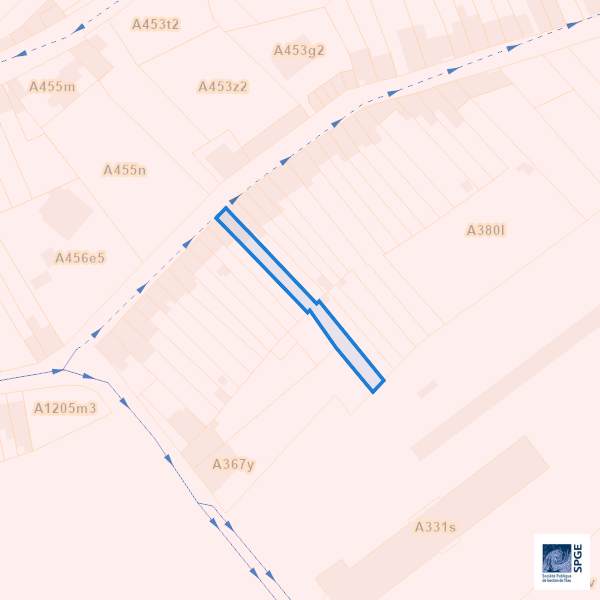 A453t2
A453g2
A455m
A453z2
A455n
A380l
A456e5
A1205m3
A367y
A331s
SPGE
Société Publique
de Gestion de l'Eau
v